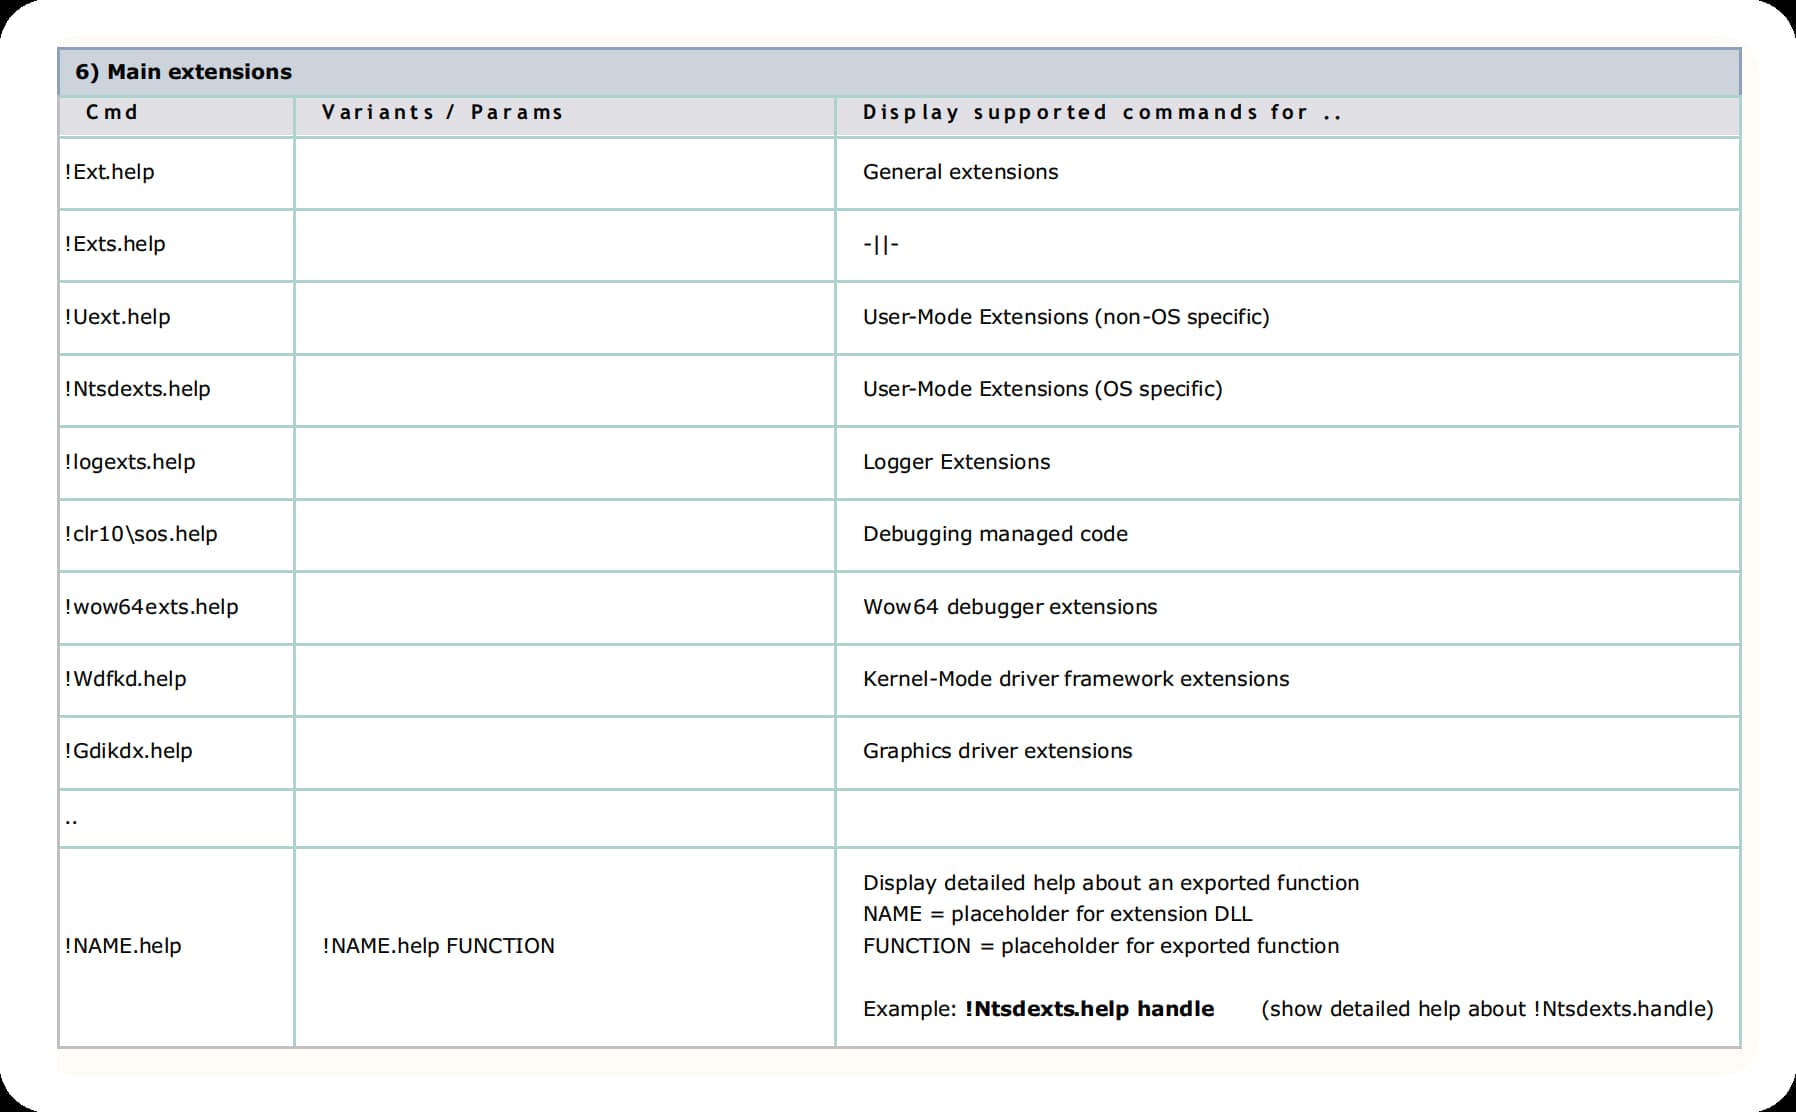 6) Main extensions
Cmd Variants / Params Display supported commands for ..
!Ext.help General extensions
!Exts.help -||-
!Uext.help User-Mode Extensions (non-OS specific)
!Ntsdexts.help User-Mode Extensions (OS specific)
!logexts.help Logger Extensions
!clr10\sos.help Debugging managed code
!wow64exts.help Wow64 debugger extensions
!Wdfkd.help Kernel-Mode driver framework extensions
!Gdikdx.help Graphics driver extensions
..
Display detailed help about an exported function
NAME = placeholder for extension DLL
!NAME.help !NAME.help FUNCTION FUNCTION = placeholder for exported function
Example: !Ntsdexts.help handle (show detailed help about !Ntsdexts.handle)